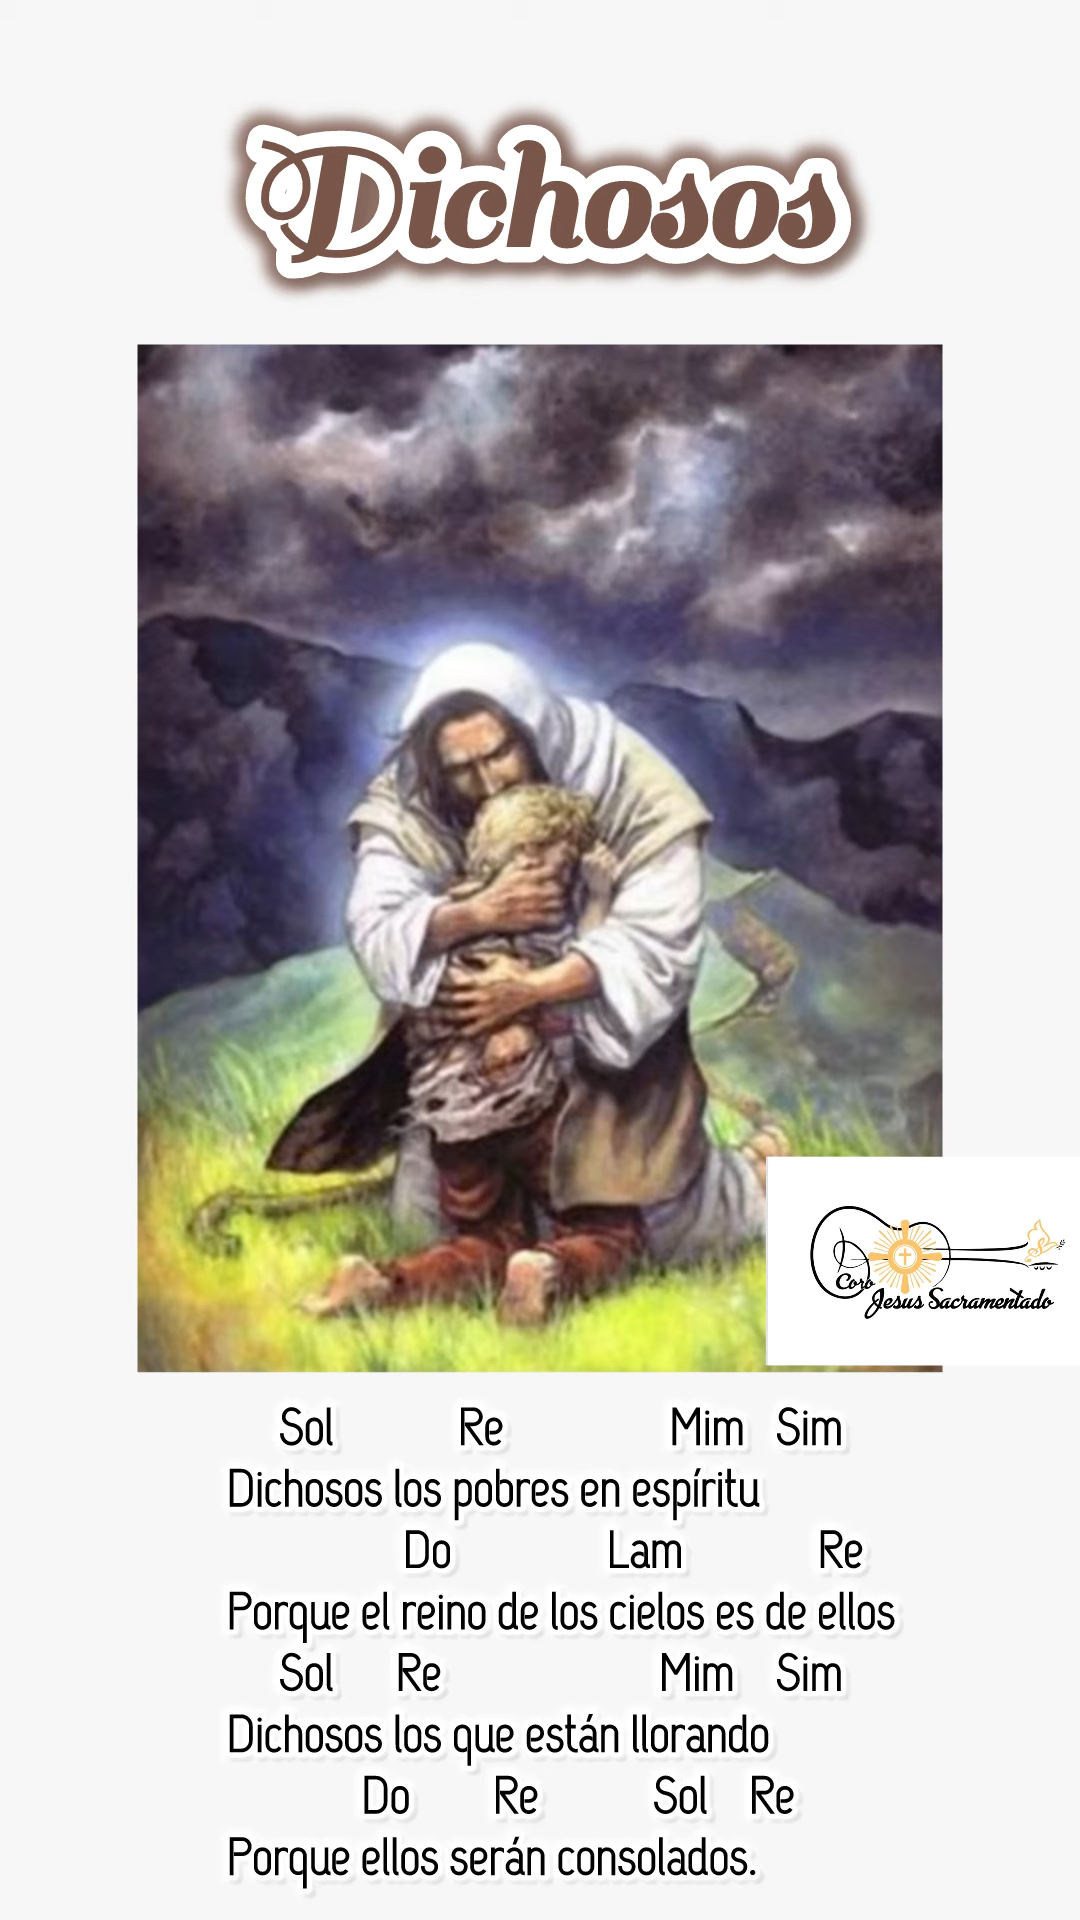 Dichosos
Coro
Jesus Sacramentado
Sol Re Mim Sim
Dichosos los pobres en espíritu
Do Lam Re
Porque el reino de los cielos es de ellos
Sol Re Mim Sim
Dichosos los que están llorando
Do Re Sol Re
Porque ellos serán consolados.